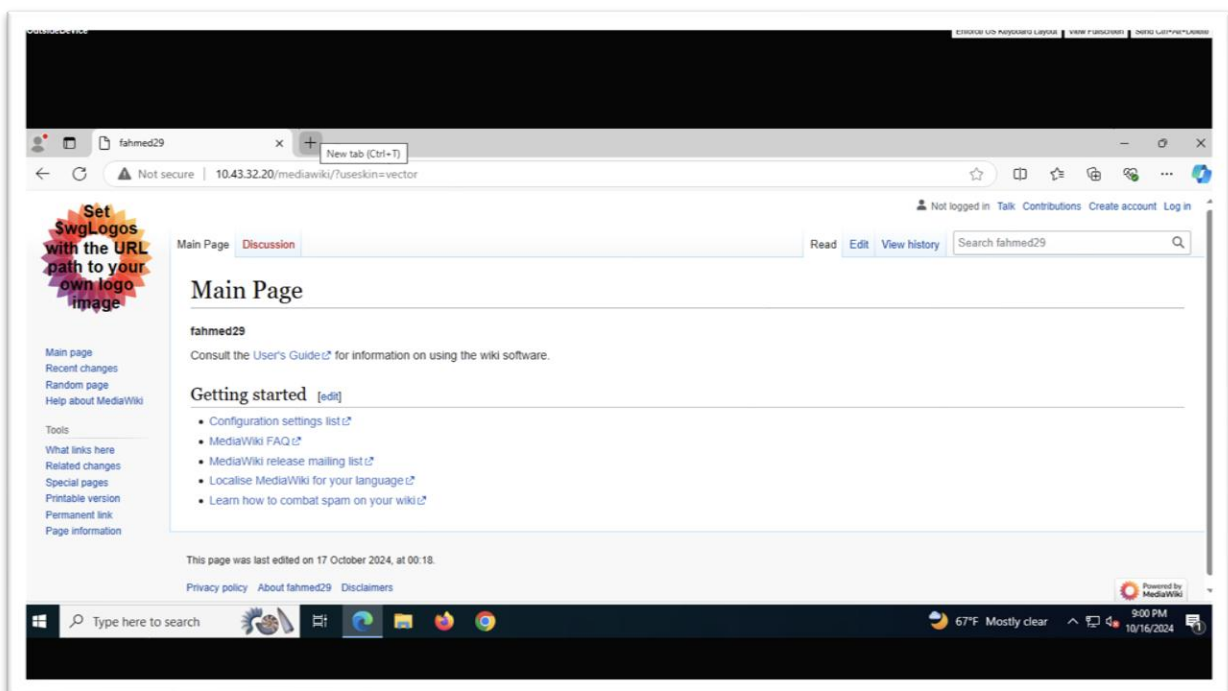 OutsideDevice
Enforce US Keyboard Layout View Fullscreen Send Ctrl+Alt+Delete
fahmed29
New tab (Ctrl+T)
Not secure 10.43.32.20/mediawiki/?useskin=vector
Not logged in Talk Contributions Create account Log in
Set
$wgLogos
with the URL
path to your
own logo
image
Main Page Discussion
Read Edit View history Search fahmed29
Main Page
fahmed29
Consult the User's Guide for information on using the wiki software.
Getting started [edit]
Configuration settings list
MediaWiki FAQ
MediaWiki release mailing list
Localise MediaWiki for your language
Learn how to combat spam on your wiki
Main page
Recent changes
Random page
Help about MediaWiki
Tools
What links here
Related changes
Special pages
Printable version
Permanent link
Page information
This page was last edited on 17 October 2024, at 00:18.
Privacy policy About fahmed29 Disclaimers
Powered by
MediaWiki
Type here to search
67°F Mostly clear
9:00 PM
10/16/2024
1